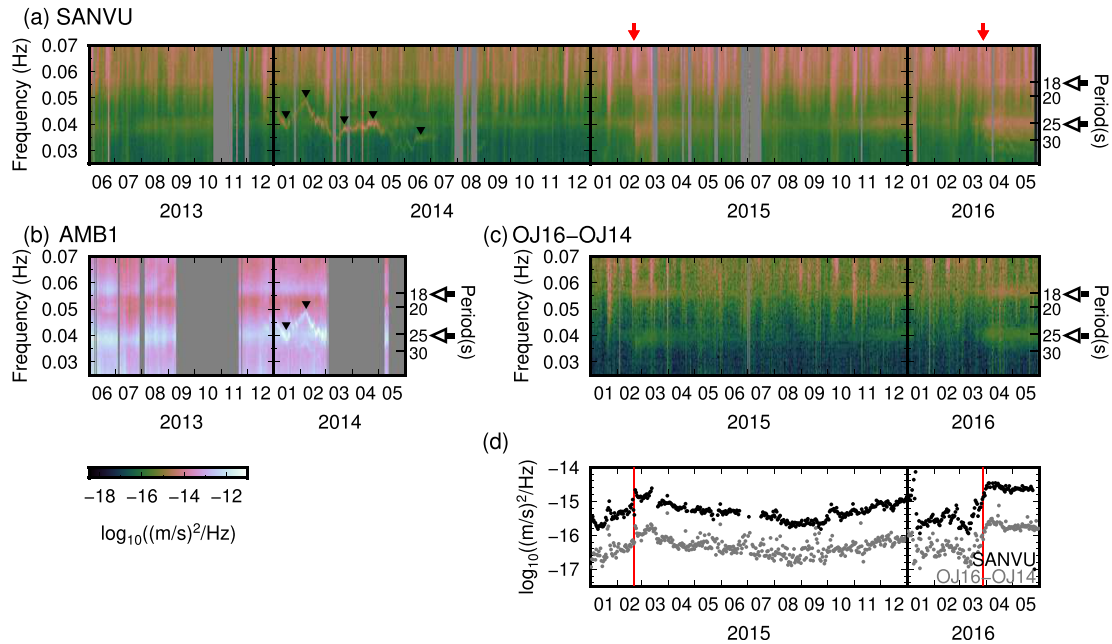 (a) SANVU
Frequency (Hz)
0.07
0.06
0.05
0.04
0.03
18
20
25
30
Period(s)
06 07 08 09 10 11 12 01 02 03 04 05 06 07 08 09 10 11 12 01 02 03 04 05 06 07 08 09 10 11 12 01 02 03 04 05
2013 2014 2015 2016
(b) AMB1
Frequency (Hz)
0.07
0.06
0.05
0.04
0.03
18
20
25
30
Period(s)
06 07 08 09 10 11 12 01 02 03 04 05
2013 2014
(c) OJ16−OJ14
Frequency (Hz)
0.07
0.06
0.05
0.04
0.03
18
20
25
30
Period(s)
01 02 03 04 05 06 07 08 09 10 11 12 01 02 03 04 05
2015 2016
−18 −16 −14 −12
log10((m/s)2/Hz)
(d)
log10((m/s)2/Hz)
−14
−15
−16
−17
SANVU
OJ16−OJ14
01 02 03 04 05 06 07 08 09 10 11 12 01 02 03 04 05
2015 2016